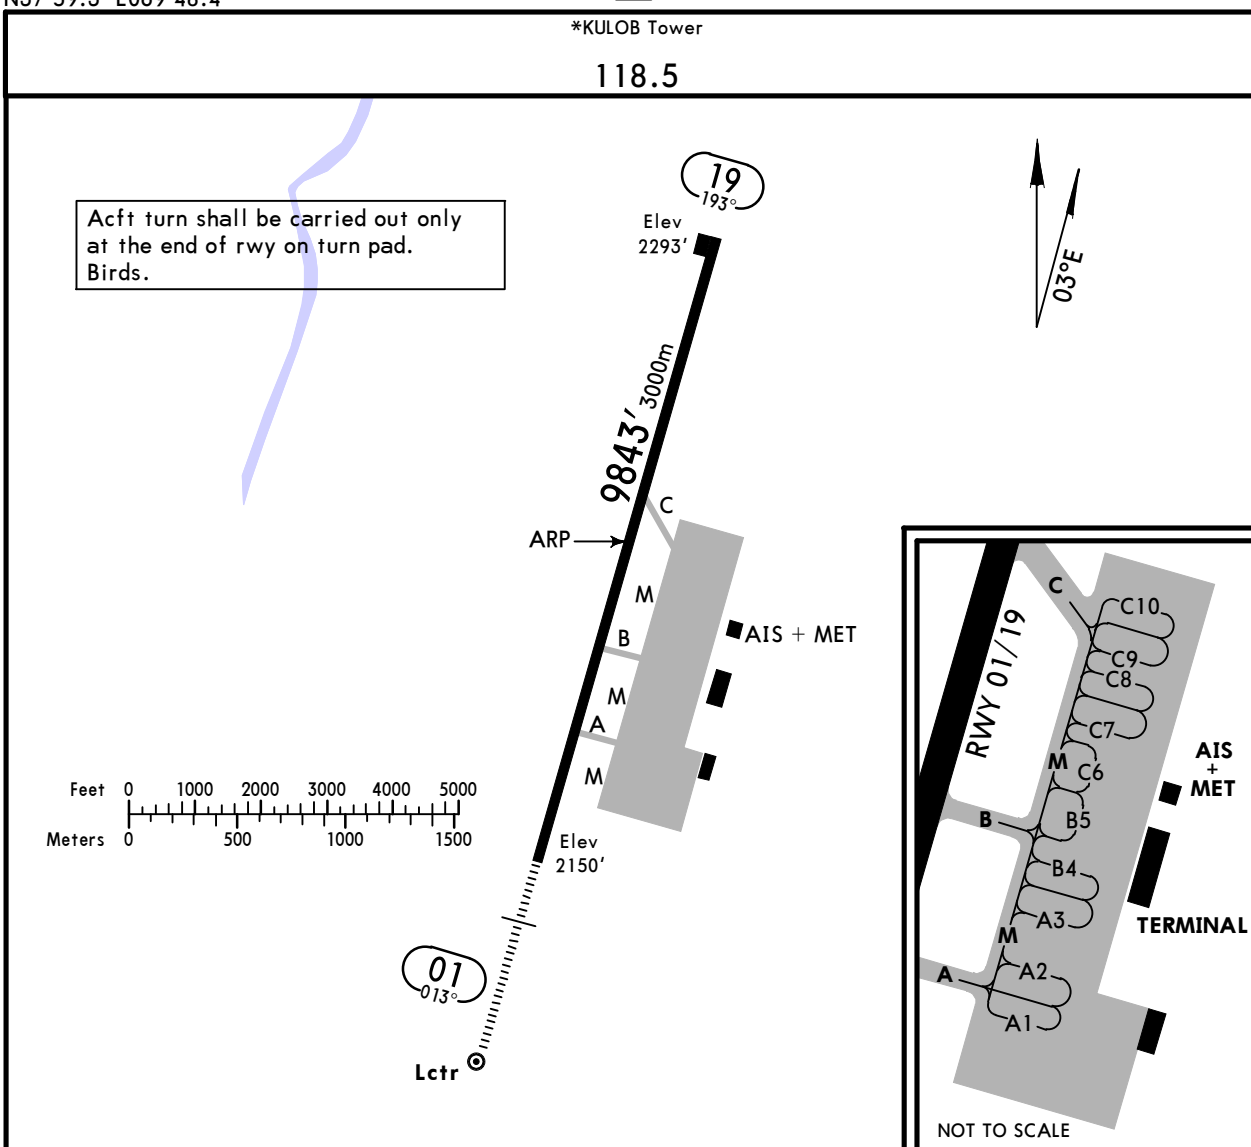 *KULOB Tower
118.5
Acft turn shall be carried out only
at the end of rwy on turn pad.
Birds.
19
193°
Elev
2293'
03°E
9843' 3000m
C
ARP
M
B
AIS + MET
M
A
M
Feet 0 1000 2000 3000 4000 5000
Meters 0 500 1000 1500
Elev
2150'
01
013°
Lctr
RWY 01/19
C
C10
C9
C8
C7
M
C6
AIS
+
MET
B
B5
B4
A3
TERMINAL
M
A
A2
A1
NOT TO SCALE